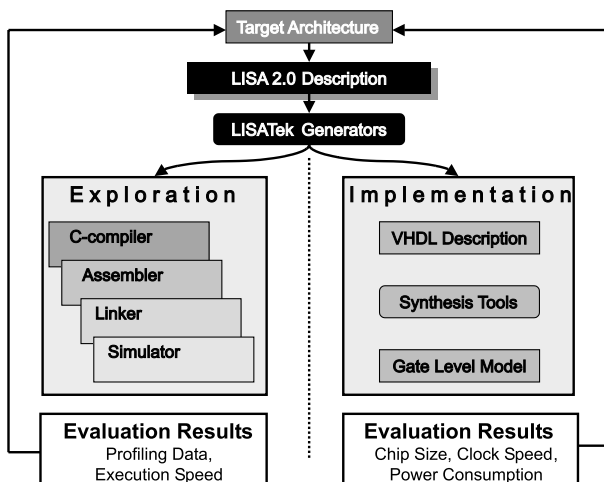 Target Architecture
LISA 2.0 Description
LISATek Generators
Exploration
C-compiler
Assembler
Linker
Simulator
Evaluation Results
Profiling Data,
Execution Speed
Implementation
VHDL Description
Synthesis Tools
Gate Level Model
Evaluation Results
Chip Size, Clock Speed,
Power Consumption